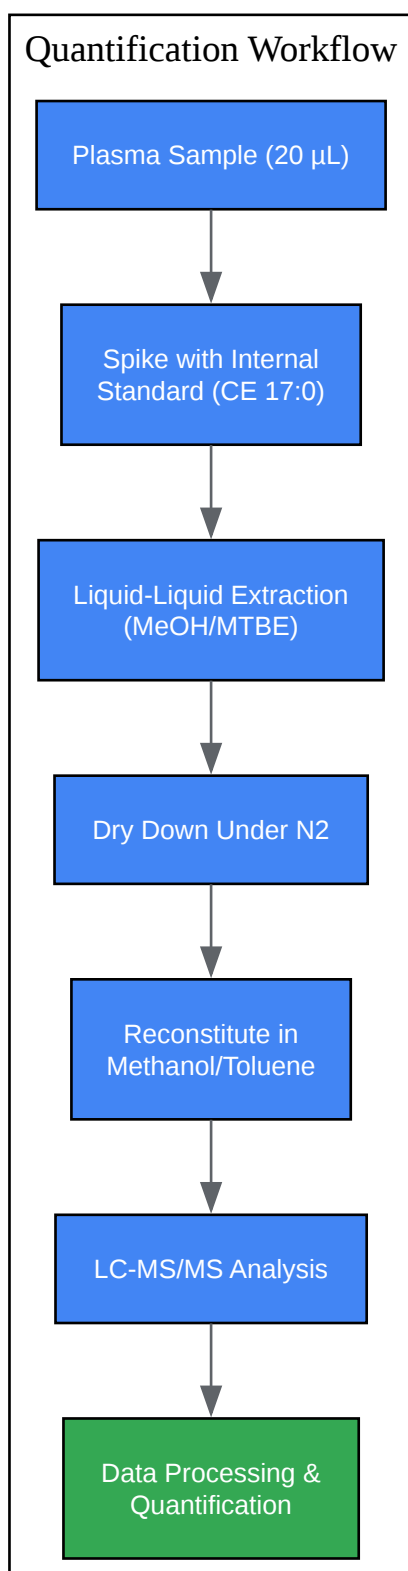 Quantification Workflow
Plasma Sample (20 µL)
Spike with Internal
Standard (CE 17:0)
Liquid-Liquid Extraction
(MeOH/MTBE)
Dry Down Under N2
Reconstitute in
Methanol/Toluene
LC-MS/MS Analysis
Data Processing &
Quantification